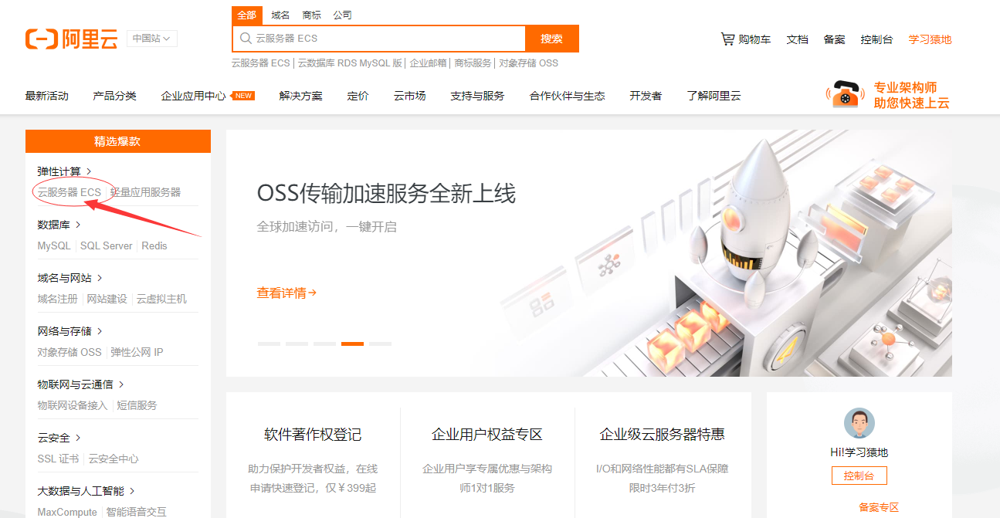 全部 域名 商标 公司
阿里云 中国站
云服务器 ECS 搜索
购物车 文档 备案 控制台 学习猿地
云服务器 ECS 云数据库 RDS MySQL 版 企业邮箱 商标服务 对象存储 OSS
最新活动 产品分类 企业应用中心 NEW 解决方案 定价 云市场 支持与服务 合作伙伴与生态 开发者 了解阿里云
专业架构师
助您快速上云
精选爆款
弹性计算
云服务器 ECS 轻量应用服务器
数据库
MySQL SQL Server Redis
域名与网站
域名注册 网站建设 云虚拟主机
网络与存储
对象存储 OSS 弹性公网 IP
物联网与云通信
物联网设备接入 短信服务
云安全
SSL 证书 云安全中心
大数据与人工智能
MaxCompute 智能语音交互
OSS传输加速服务全新上线
全球加速访问，一键开启
查看详情
软件著作权登记
助力保护开发者权益，在线
申请快速登记，仅￥399起
企业用户权益专区
企业用户享专属优惠与架构
师1对1服务
企业级云服务器特惠
I/O和网络性能都有SLA保障
限时3年付3折
Hi!学习猿地
控制台
备案专区